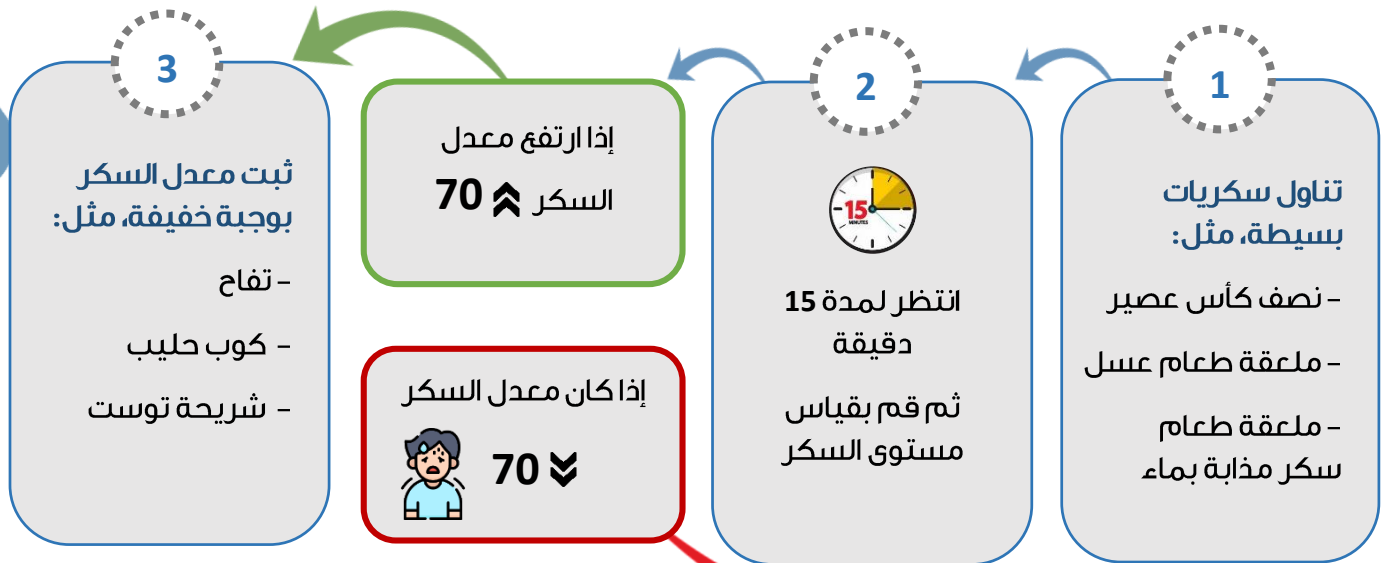 1
تناول سكريات
بسيطة، مثل:
- نصف كأس عصير
- ملعقة طعام عسل
- ملعقة طعام
سكر مذابة بماء
2
15
MINUTES
انتظر لمدة 15
دقيقة
ثم قم بقياس
مستوى السكر
إذا ارتفع معدل
السكر 70
إذا كان معدل السكر
70
3
ثبت معدل السكر
بوجبة خفيفة، مثل:
- تفاح
- كوب حليب
- شريحة توست